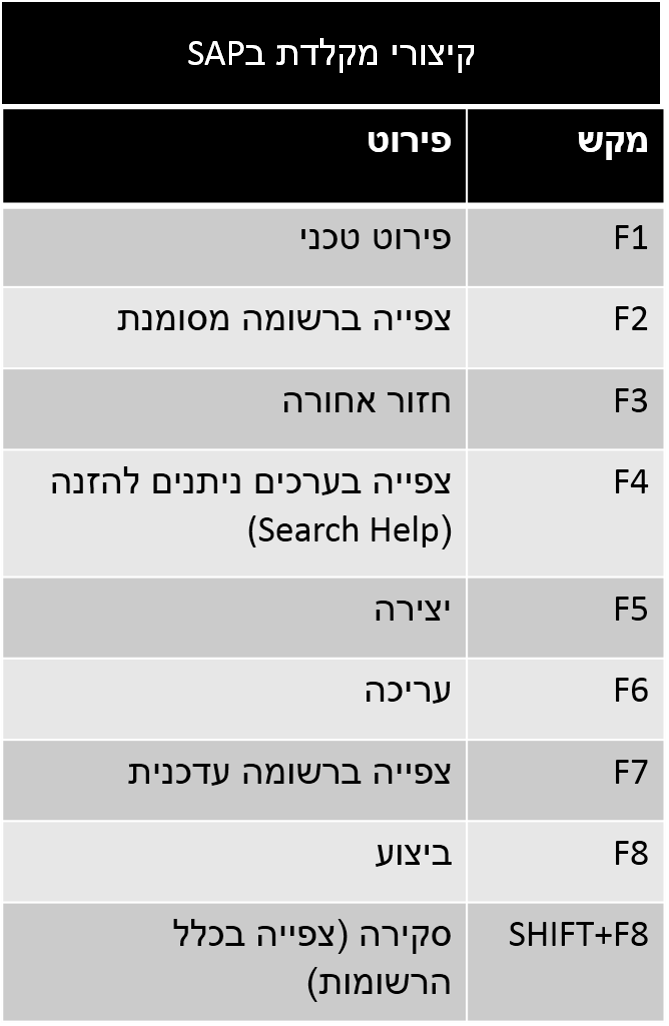 קיצורי מקלדת בSAP
מקש פירוט
F1 פירוט טכני
F2 צפייה ברשומה מסומנת
F3 חזור אחורה
F4 צפייה בערכים ניתנים להזנה
(Search Help)
F5 יצירה
F6 עריכה
F7 צפייה ברשומה עדכנית
F8 ביצוע
SHIFT+F8 סקירה (צפייה בכלל
הרשומות)